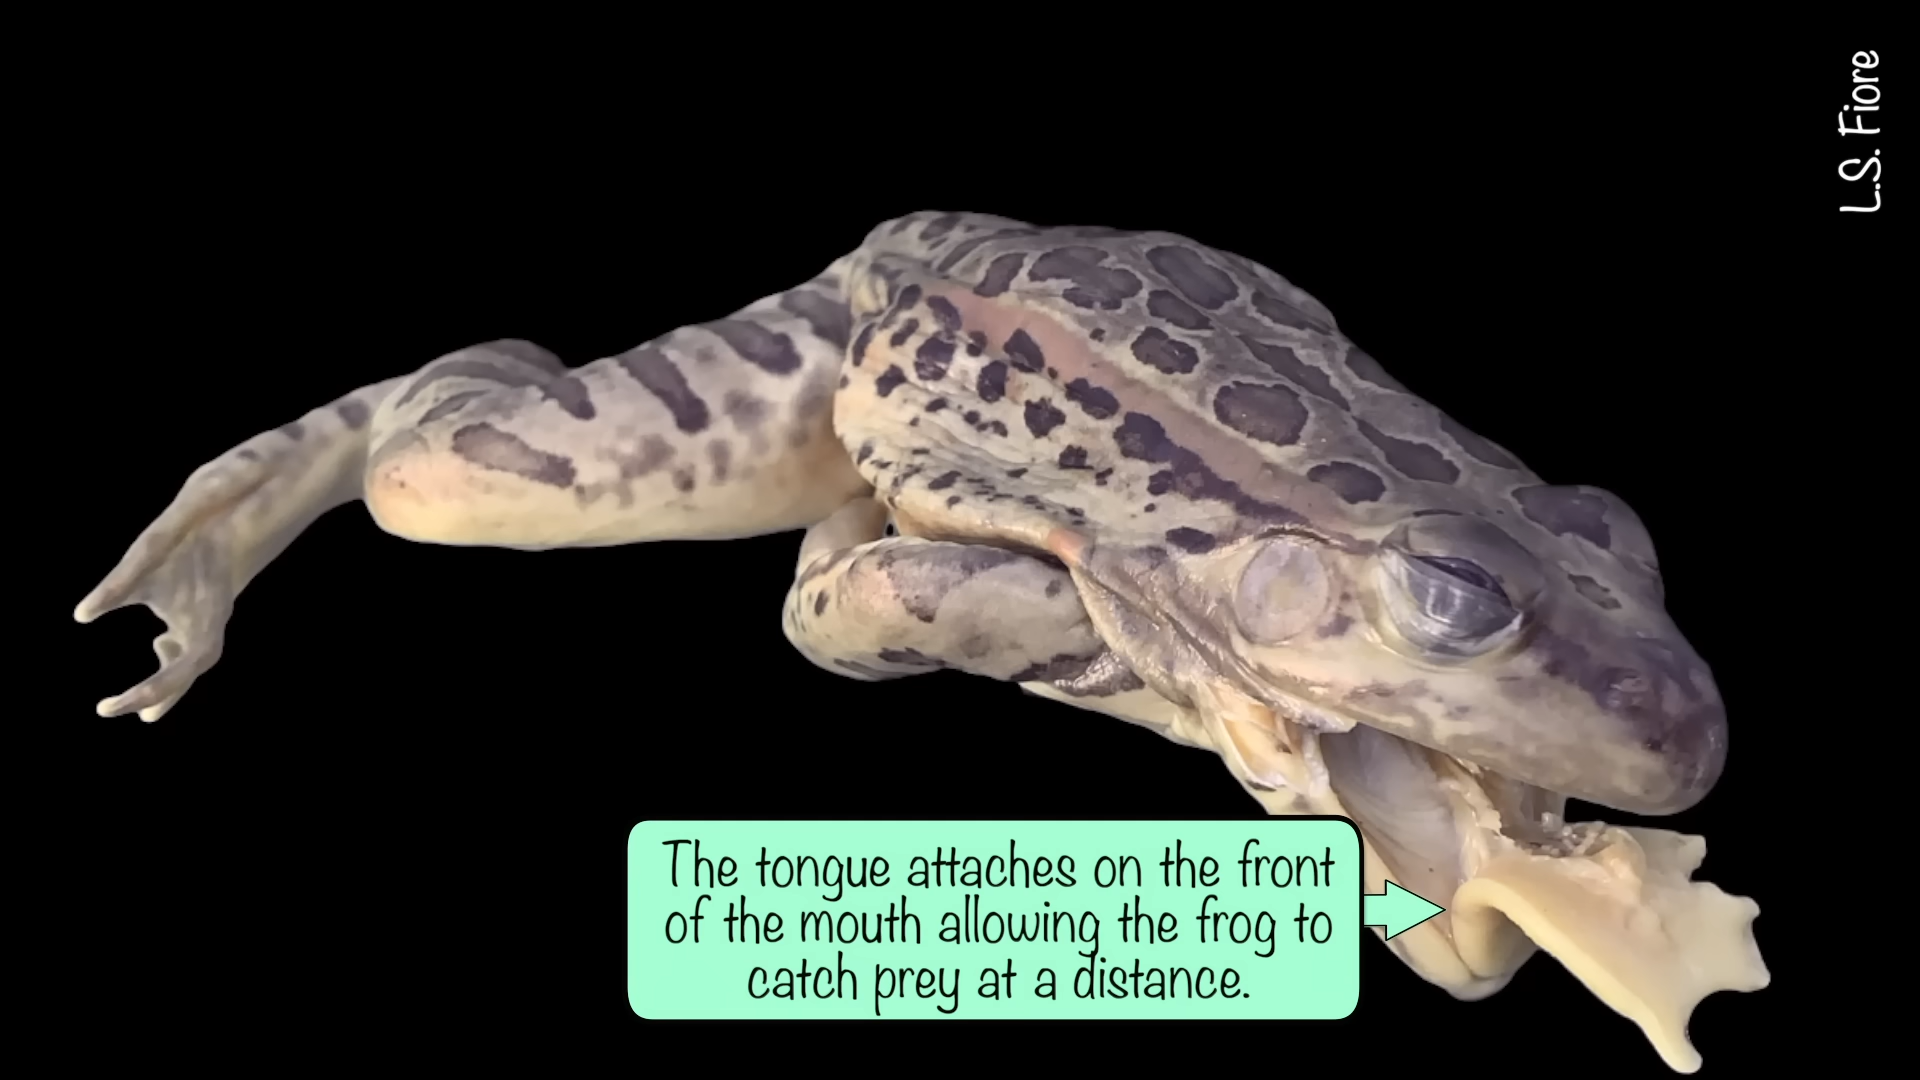 L.S. Fiore
The tongue attaches on the front
of the mouth allowing the frog to
catch prey at a distance.